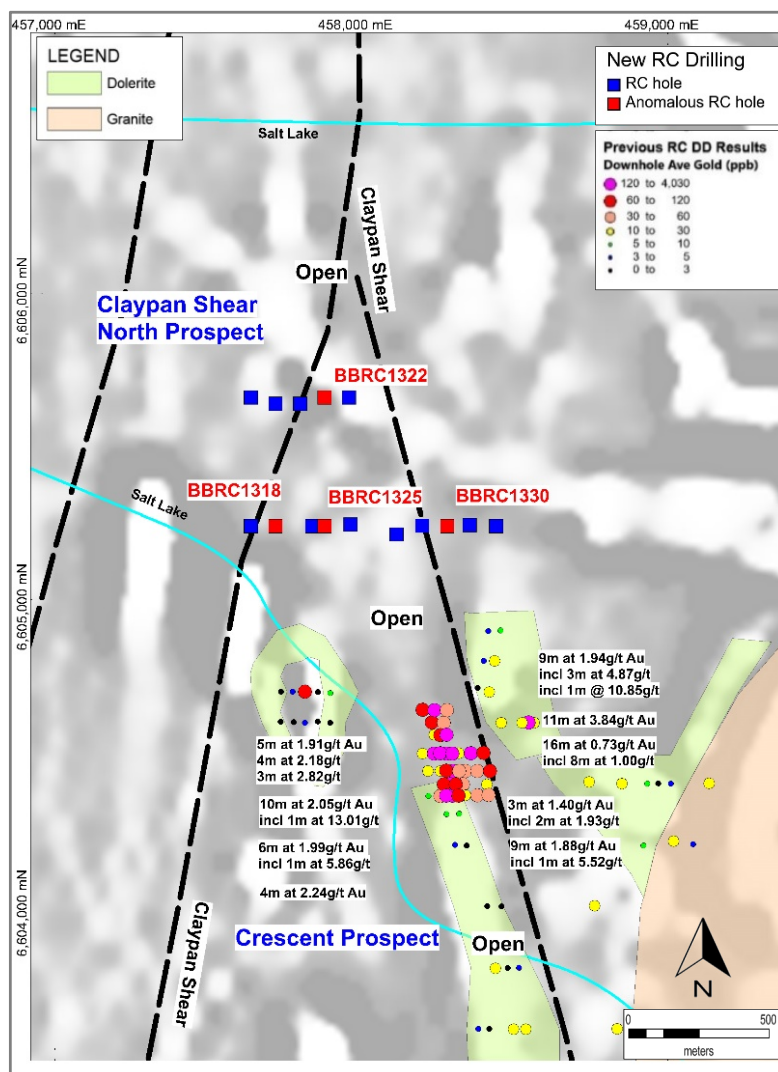 457,000 mE
458,000 mE
459,000 mE
LEGEND
Dolerite
Granite
New RC Drilling
RC hole
Anomalous RC hole
Previous RC DD Results
Downhole Ave Gold (ppb)
120 to 4,030
60 to 120
30 to 60
10 to 30
5 to 10
3 to 5
0 to 3
Salt Lake
Claypan Shear
Open
6,606,000 mN
Claypan Shear
North Prospect
BBRC1322
BBRC1318
BBRC1325
BBRC1330
Salt Lake
6,605,000 mN
Open
9m at 1.94g/t Au
incl 3m at 4.87g/t
incl 1m @ 10.85g/t
11m at 3.84g/t Au
16m at 0.73g/t Au
incl 8m at 1.00g/t
5m at 1.91g/t Au
4m at 2.18g/t
3m at 2.82g/t
10m at 2.05g/t Au
incl 1m at 13.01g/t
6m at 1.99g/t Au
incl 1m at 5.86g/t
4m at 2.24g/t Au
3m at 1.40g/t Au
incl 2m at 1.93g/t
9m at 1.88g/t Au
incl 1m at 5.52g/t
6,604,000 mN
Claypan Shear
Crescent Prospect
Open
N
0 500
meters